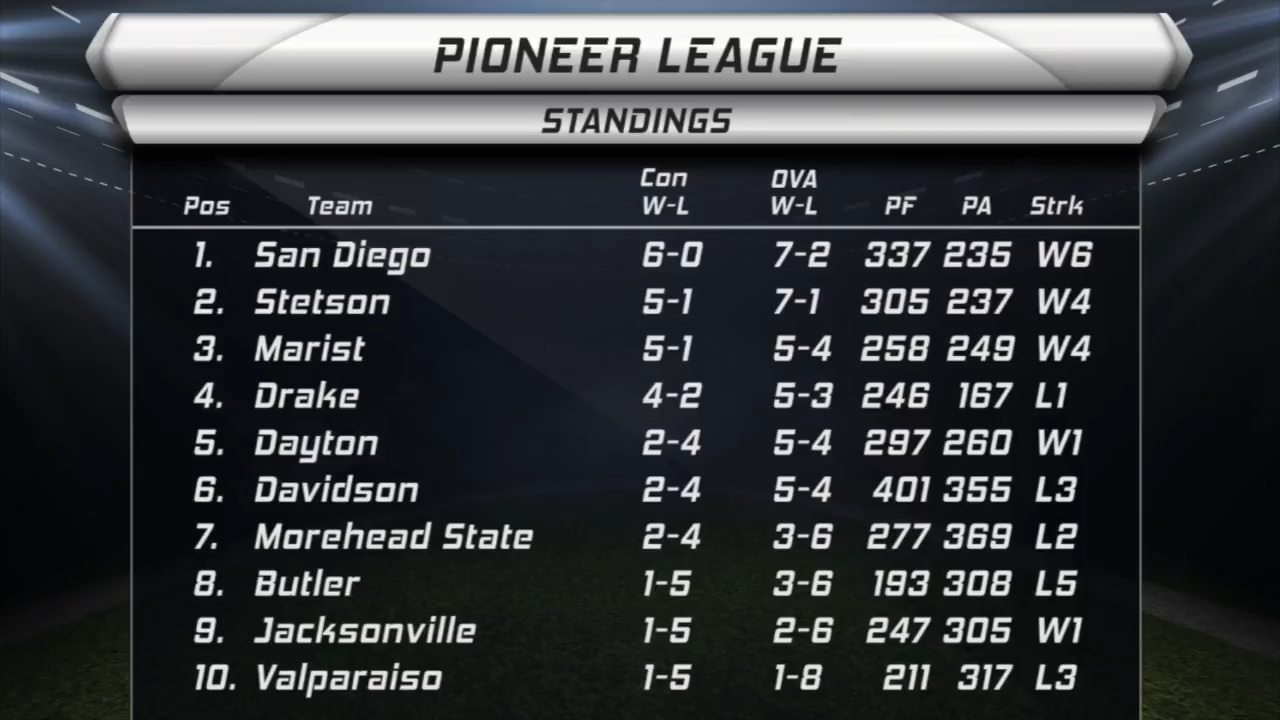 PIONEER LEAGUE
STANDINGS
Con OVA
Pos Team W-L W-L PF PA Strk
1. San Diego 6-0 7-2 337 235 W6
2. Stetson 5-1 7-1 305 237 W4
3. Marist 5-1 5-4 258 249 W4
4. Drake 4-2 5-3 246 167 L1
5. Dayton 2-4 5-4 297 260 W1
6. Davidson 2-4 5-4 401 355 L3
7. Morehead State 2-4 3-6 277 369 L2
8. Butler 1-5 3-6 193 308 L5
9. Jacksonville 1-5 2-6 247 305 W1
10. Valparaiso 1-5 1-8 211 317 L3